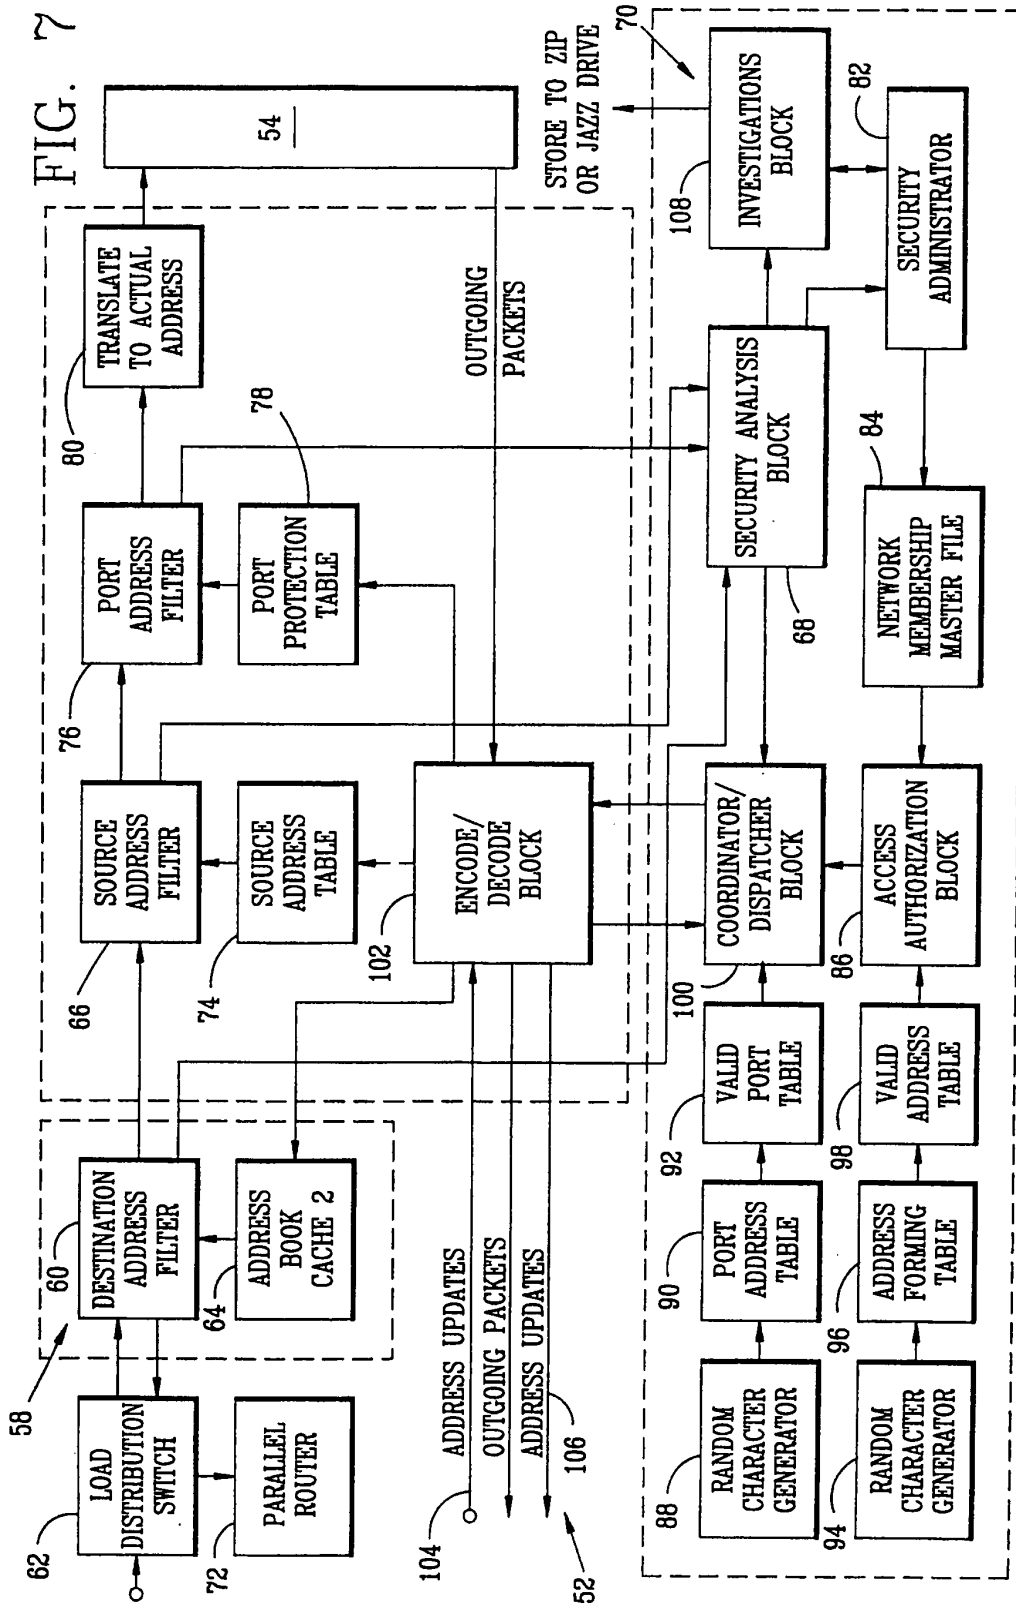 FIG. 7
62
LOAD
DISTRIBUTION
SWITCH
72
PARALLEL
ROUTER
58
60
DESTINATION
ADDRESS
FILTER
64
ADDRESS
BOOK
CACHE 2
66
SOURCE
ADDRESS
FILTER
74
SOURCE
ADDRESS
TABLE
76
PORT
ADDRESS
FILTER
78
PORT
PROTECTION
TABLE
80
TRANSLATE
TO ACTUAL
ADDRESS
54
102
ENCODE/
DECODE
BLOCK
OUTGOING
PACKETS
104
ADDRESS UPDATES
OUTGOING PACKETS
ADDRESS UPDATES
106
52
STORE TO ZIP
OR JAZZ DRIVE
70
88
RANDOM
CHARACTER
GENERATOR
90
PORT
ADDRESS
TABLE
92
VALID
PORT
TABLE
100
COORDINATOR/
DISPATCHER
BLOCK
68
SECURITY ANALYSIS
BLOCK
108
INVESTIGATIONS
BLOCK
94
RANDOM
CHARACTER
GENERATOR
96
ADDRESS
FORMING
TABLE
98
VALID
ADDRESS
TABLE
86
ACCESS
AUTHORIZATION
BLOCK
84
NETWORK
MEMBERSHIP
MASTER FILE
82
SECURITY
ADMINISTRATOR